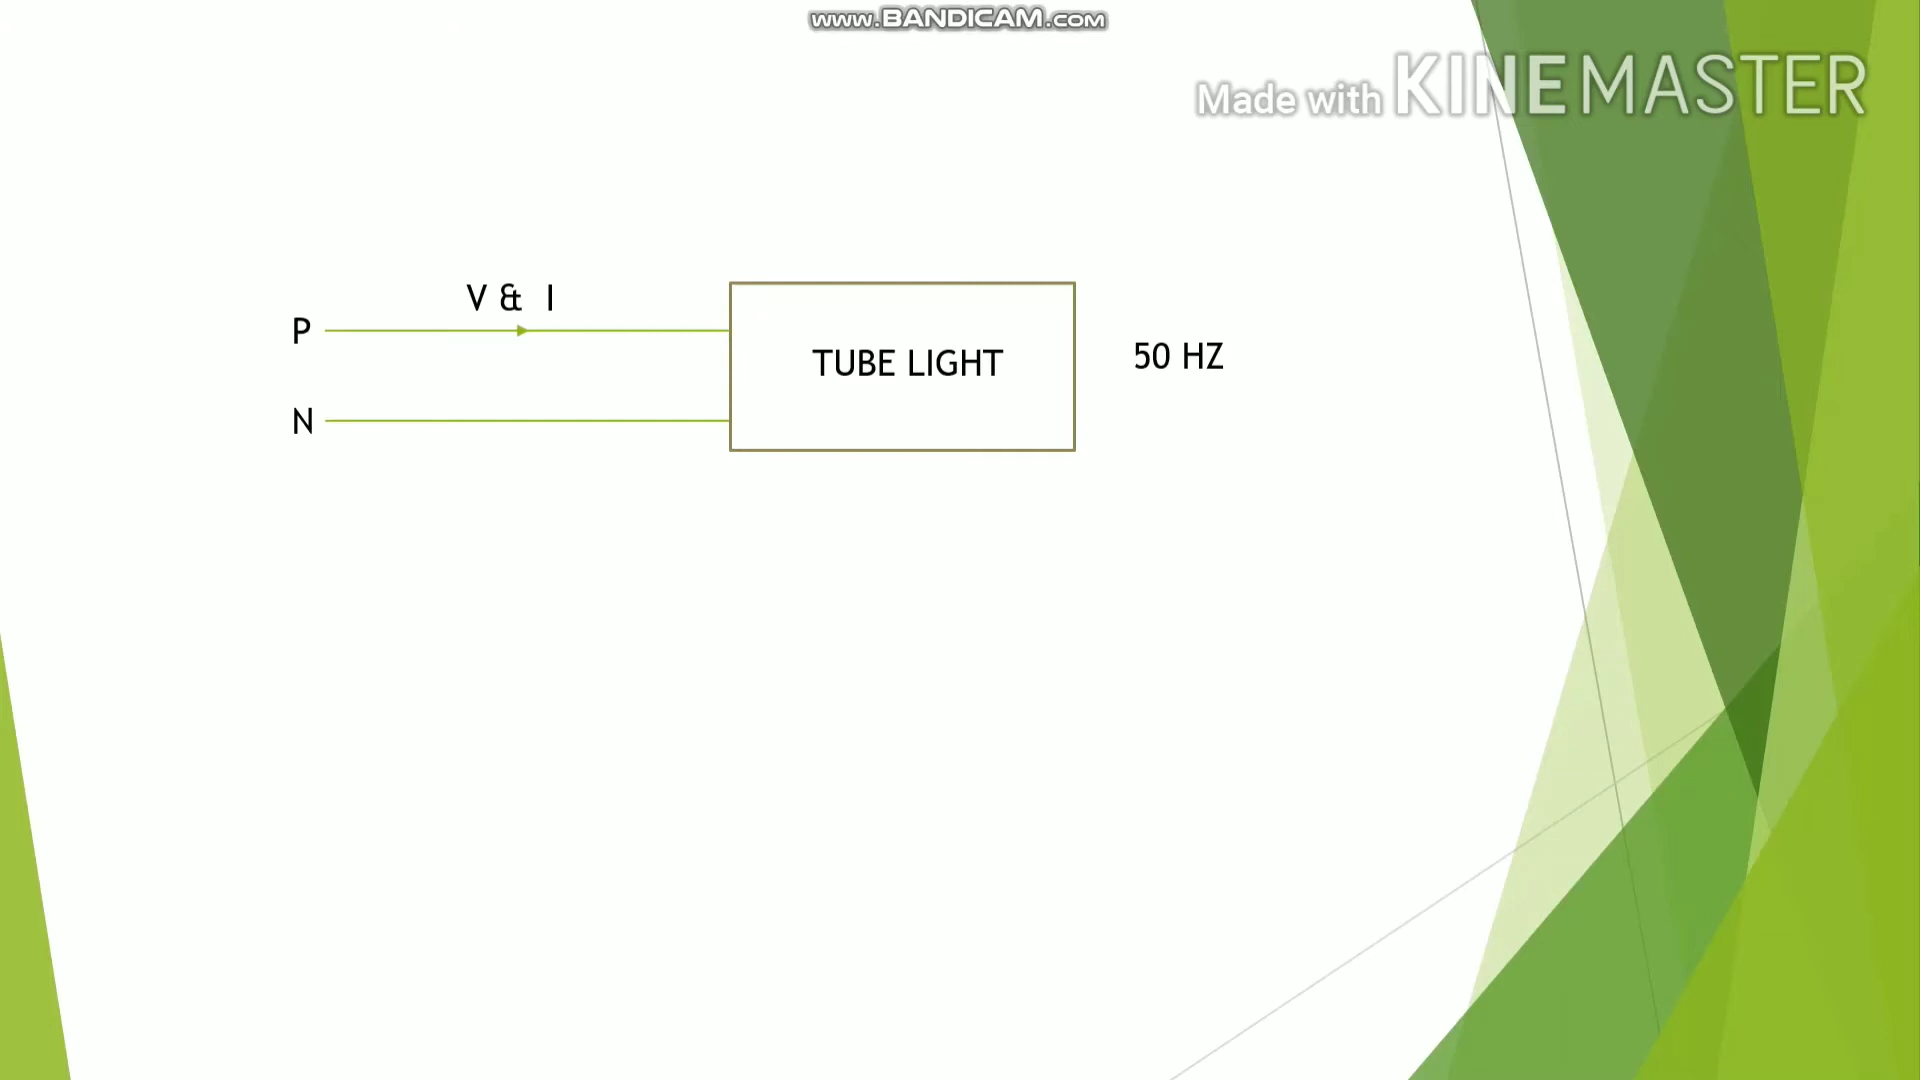 www.BANDICAM.com
Made with KINEMASTER
V & I
P
TUBE LIGHT
50 HZ
N